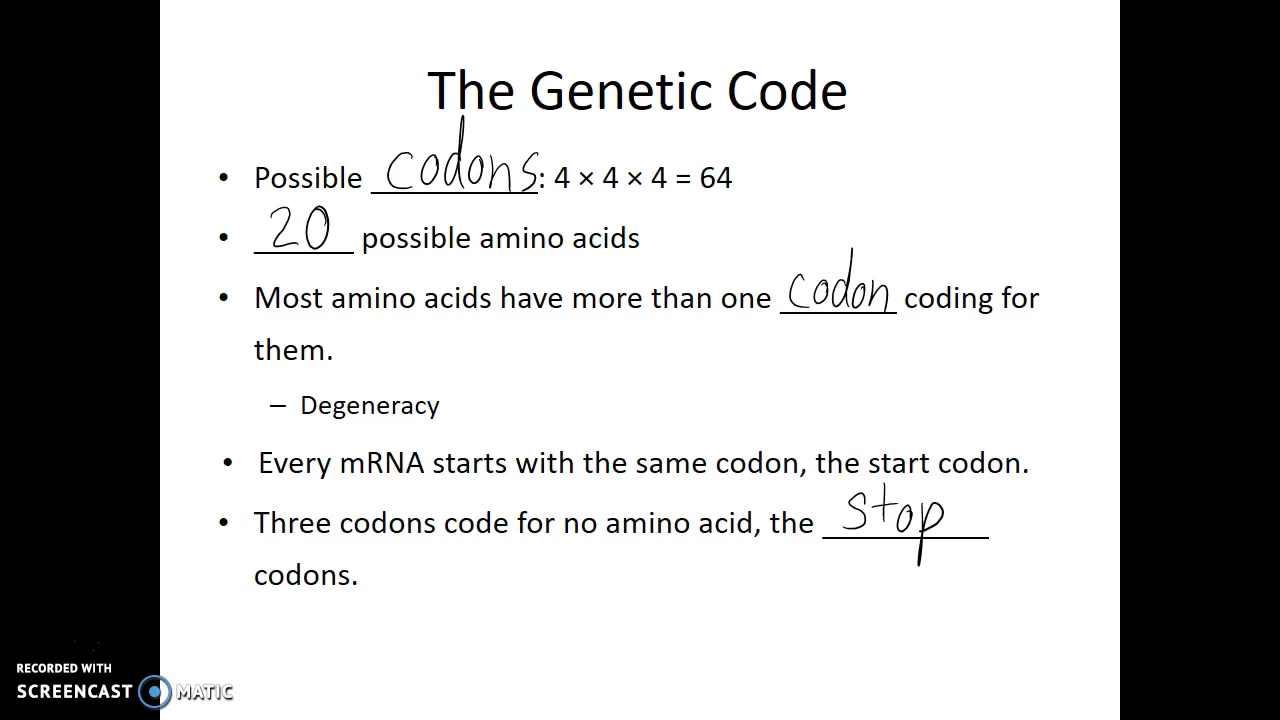 The Genetic Code
• Possible codons: 4 × 4 × 4 = 64
• 20 possible amino acids
• Most amino acids have more than one codon coding for
them.
– Degeneracy
• Every mRNA starts with the same codon, the start codon.
• Three codons code for no amino acid, the stop
codons.
RECORDED WITH
SCREENCAST MATIC